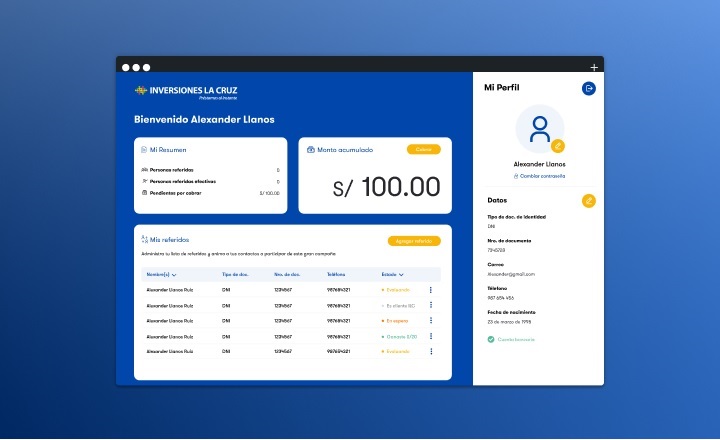 INVERSIONES LA CRUZ
Préstamos al instante
Bienvenido Alexander Llanos
Mi Resumen
Personas referidas
Personas referidas efectivas
Pendientes por cobrar
S/ 100.00
Monto acumulado
Cobrar
S/ 100.00
Mis referidos
Agregar referido
Administra tu lista de referidos y anima a tus contactos a participar de esta gran campaña
Nombre(s) Tipo de doc. Nro. de doc. Teléfono Estado
Alexander Llanos Ruiz DNI 1234567 987654321 Evaluando
Alexander Llanos Ruiz DNI 1234567 987654321 Es cliente ILC
Alexander Llanos Ruiz DNI 1234567 987654321 En espera
Alexander Llanos Ruiz DNI 1234567 987654321 Ganaste S/20
Alexander Llanos Ruiz DNI 1234567 987654321 Evaluando
Mi Perfil
Alexander Llanos
Cambiar contraseña
Datos
Tipo de doc. de identidad
DNI
Nro. de documento
Correo
Alexander@gmail.com
Teléfono
987 654 456
Fecha de nacimiento
23 de marzo de 1996
Cuenta bancaria